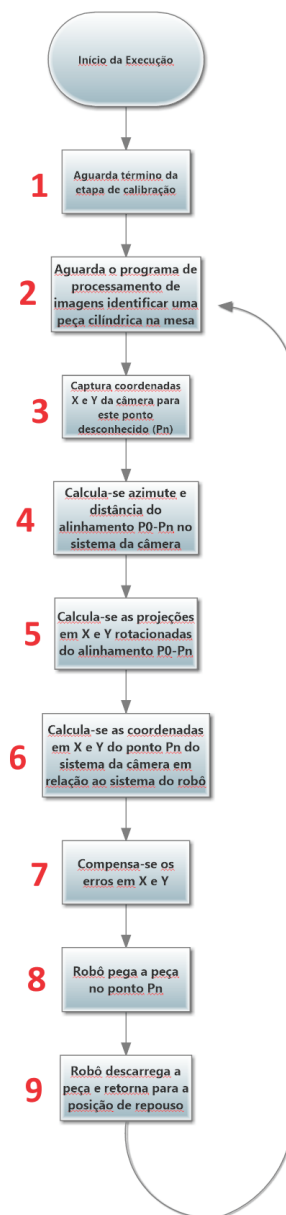 Início da Execução
1
Aguarda término da
etapa de calibração
2
Aguarda o programa de
processamento de
imagens identificar uma
peça cilíndrica na mesa
3
Captura coordenadas
X e Y da câmera para
este ponto
desconhecido (Pn)
4
Calcula-se azimute e
distância do
alinhamento P0-Pn no
sistema da câmera
5
Calcula-se as projeções
em X e Y rotacionadas
do alinhamento P0-Pn
6
Calcula-se as coordenadas
em X e Y do ponto Pn do
sistema da câmera em
relação ao sistema do robô
7
Compensa-se os
erros em X e Y
8
Robô pega a peça
no ponto Pn
9
Robô descarrega a
peça e retorna para a
posição de repouso